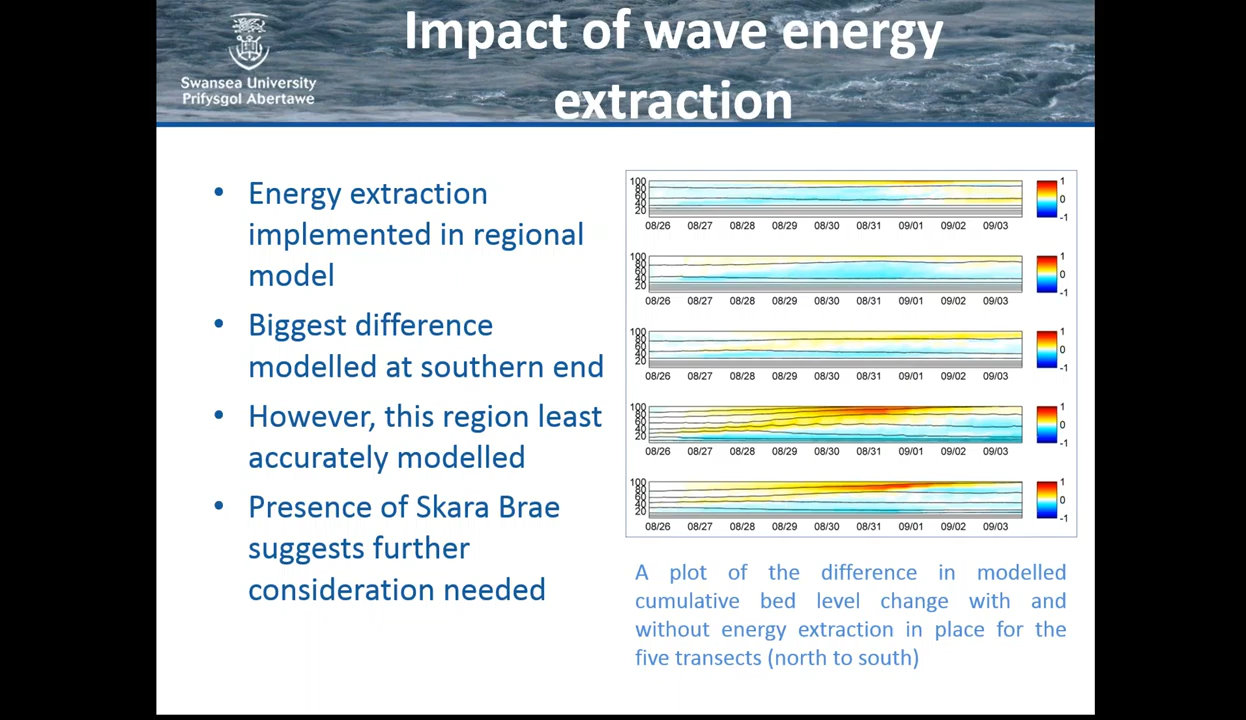 Impact of wave energy
extraction
Swansea University
Prifysgol Abertawe
• Energy extraction
implemented in regional
model
• Biggest difference
modelled at southern end
• However, this region least
accurately modelled
• Presence of Skara Brae
suggests further
consideration needed
100
80
60
40
20
08/26 08/27 08/28 08/29 08/30 08/31 09/01 09/02 09/03
1
0
-1
100
80
60
40
20
08/26 08/27 08/28 08/29 08/30 08/31 09/01 09/02 09/03
1
0
-1
100
80
60
40
20
08/26 08/27 08/28 08/29 08/30 08/31 09/01 09/02 09/03
1
0
-1
100
80
60
40
20
08/26 08/27 08/28 08/29 08/30 08/31 09/01 09/02 09/03
1
0
-1
100
80
60
40
20
08/26 08/27 08/28 08/29 08/30 08/31 09/01 09/02 09/03
1
0
-1
A plot of the difference in modelled
cumulative bed level change with and
without energy extraction in place for the
five transects (north to south)